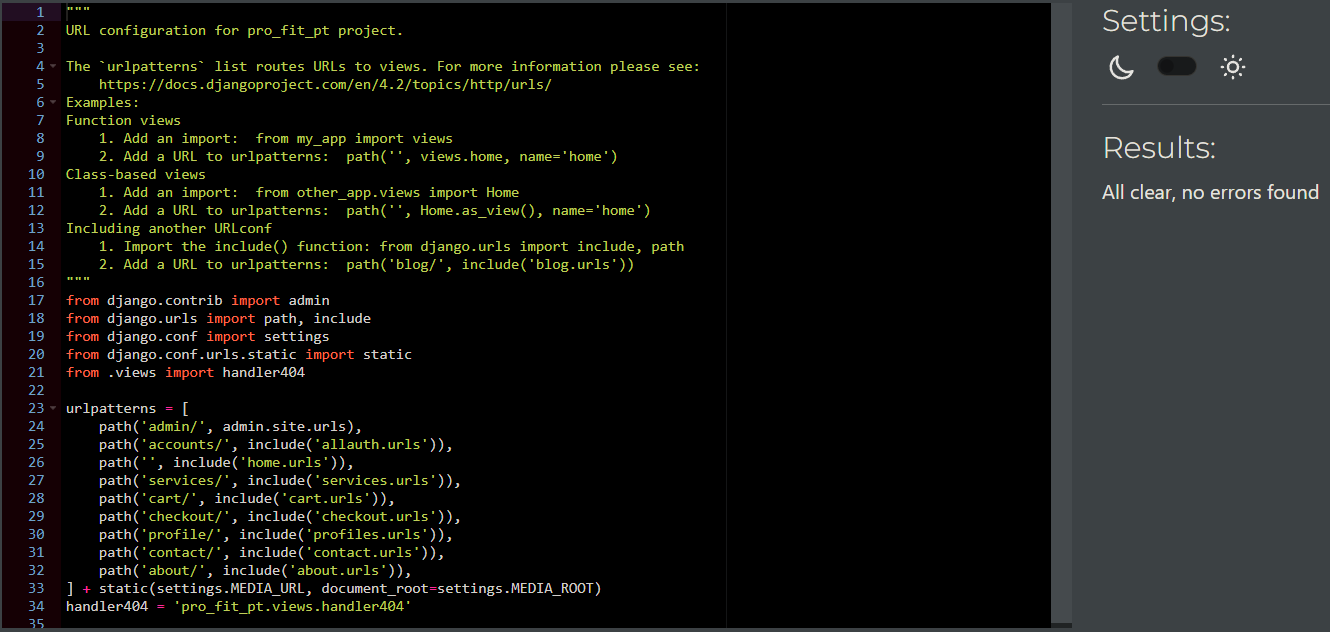 1 """
2 URL configuration for pro_fit_pt project.
3
4 The `urlpatterns` list routes URLs to views. For more information please see:
5     https://docs.djangoproject.com/en/4.2/topics/http/urls/
6 Examples:
7 Function views
8     1. Add an import:  from my_app import views
9     2. Add a URL to urlpatterns:  path('', views.home, name='home')
10 Class-based views
11     1. Add an import:  from other_app.views import Home
12     2. Add a URL to urlpatterns:  path('', Home.as_view(), name='home')
13 Including another URLconf
14     1. Import the include() function: from django.urls import include, path
15     2. Add a URL to urlpatterns:  path('blog/', include('blog.urls'))
16 """
17 from django.contrib import admin
18 from django.urls import path, include
19 from django.conf import settings
20 from django.conf.urls.static import static
21 from .views import handler404
22
23 urlpatterns = [
24     path('admin/', admin.site.urls),
25     path('accounts/', include('allauth.urls')),
26     path('', include('home.urls')),
27     path('services/', include('services.urls')),
28     path('cart/', include('cart.urls')),
29     path('checkout/', include('checkout.urls')),
30     path('profile/', include('profiles.urls')),
31     path('contact/', include('contact.urls')),
32     path('about/', include('about.urls')),
33 ] + static(settings.MEDIA_URL, document_root=settings.MEDIA_ROOT)
34 handler404 = 'pro_fit_pt.views.handler404'
35
Settings:
Results:
All clear, no errors found